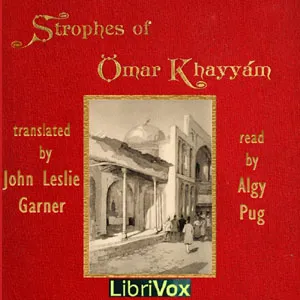 Strophes of
Ömar Khayyám
translated
by
John Leslie
Garner
read
by
Algy
Pug
LibriVox